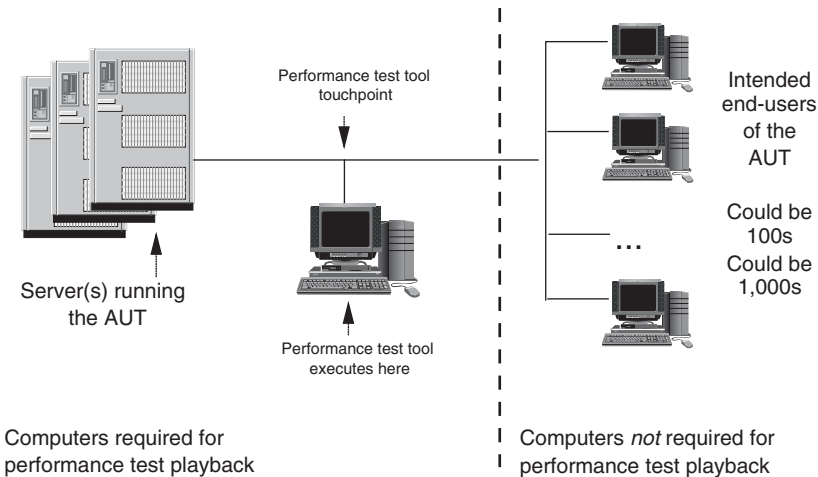 Performance test tool
touchpoint
Intended
end-users
of the
AUT
Could be
100s
Could be
1,000s
...
Server(s) running
the AUT
Performance test tool
executes here
Computers required for
performance test playback
Computers not required for
performance test playback